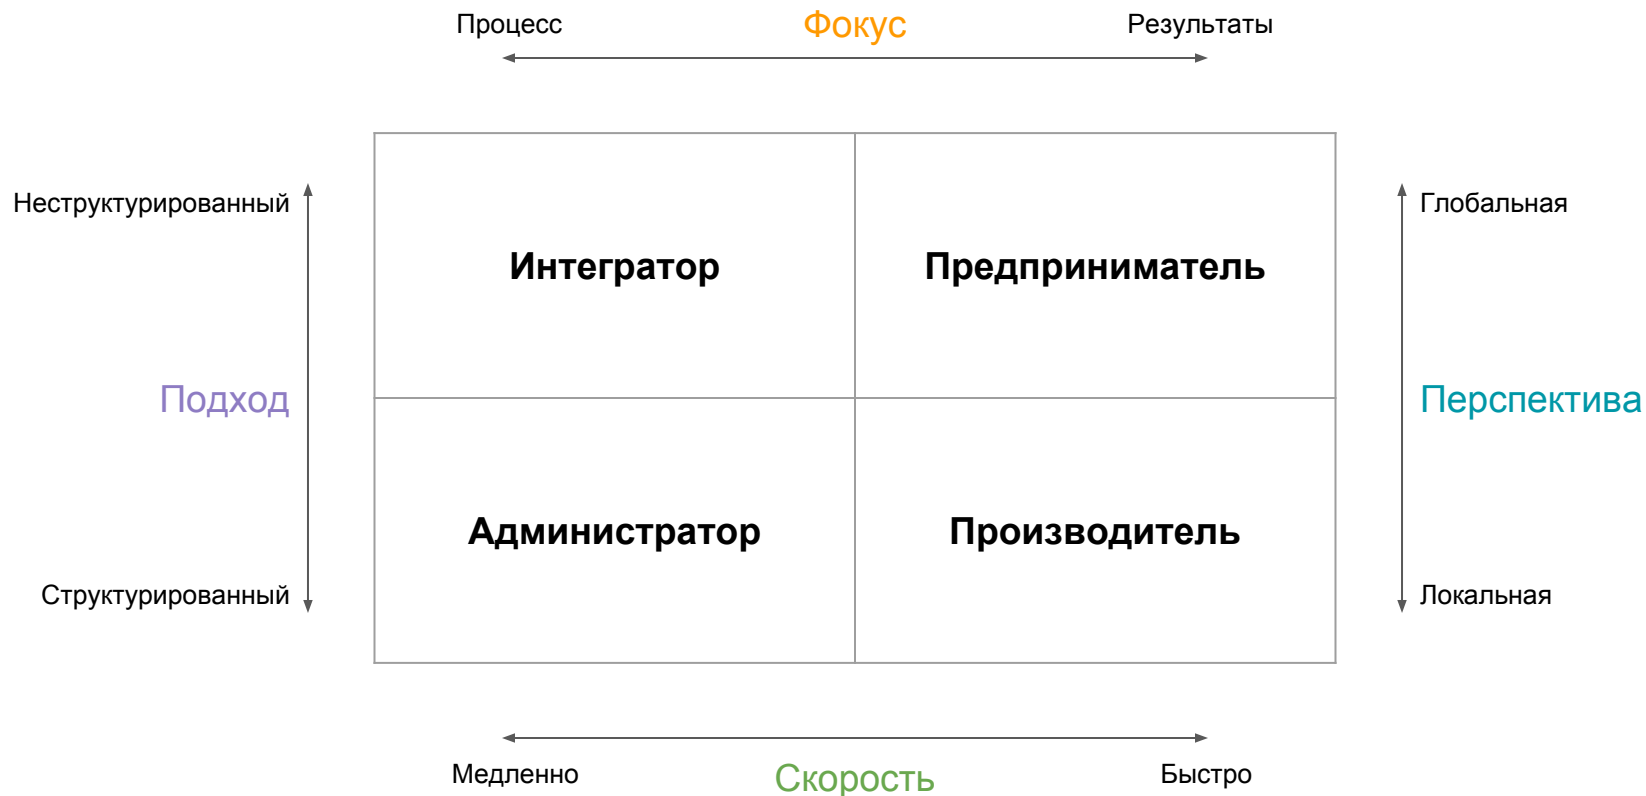 Процесс Фокус Результаты
Неструктурированный
Глобальная
Интегратор Предприниматель
Подход
Перспектива
Администратор Производитель
Структурированный
Локальная
Медленно Скорость Быстро